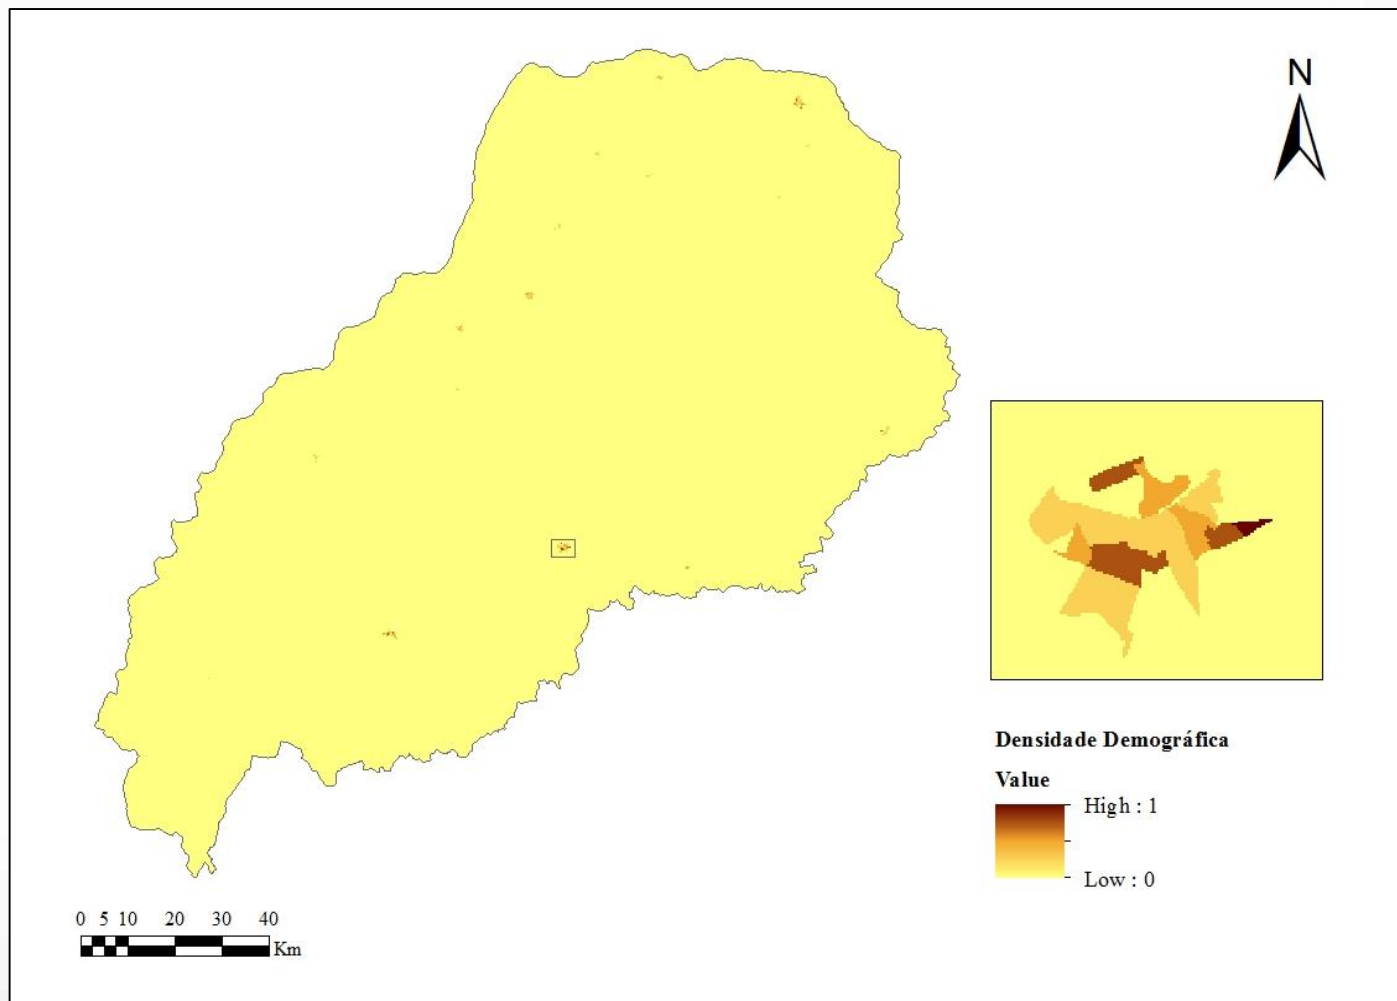 N
Densidade Demográfica
Value
High : 1
Low : 0
0 5 10 20 30 40
Km